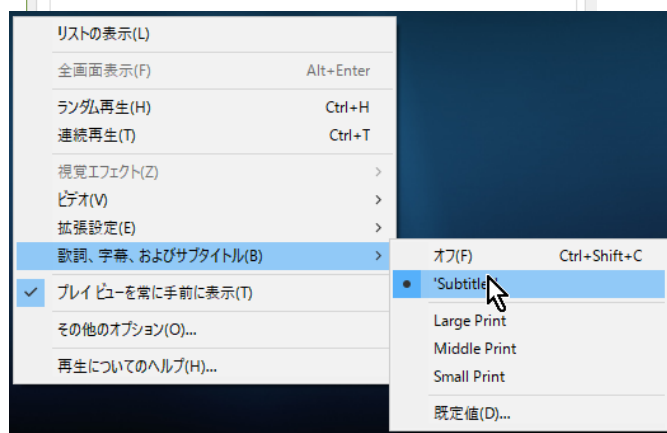 リストの表示(L)
全画面表示(F) Alt+Enter
ランダム再生(H) Ctrl+H
連続再生(T) Ctrl+T
視覚エフェクト(Z)
ビデオ(V)
拡張設定(E)
歌詞、字幕、およびサブタイトル(B)
プレイ ビューを常に手前に表示(T)
その他のオプション(O)...
再生についてのヘルプ(H)...
オフ(F) Ctrl+Shift+C
'Subtitle'
Large Print
Middle Print
Small Print
既定値(D)...